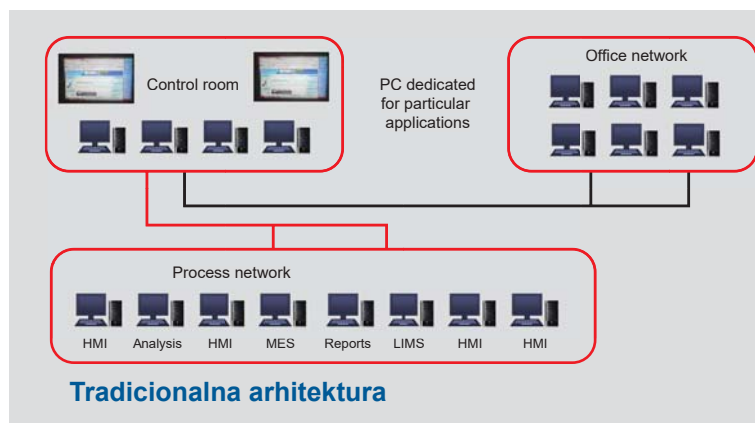 Control room
PC dedicated
for particular
applications
Office network
Process network
HMI Analysis HMI MES Reports LIMS HMI HMI
Tradicionalna arhitektura